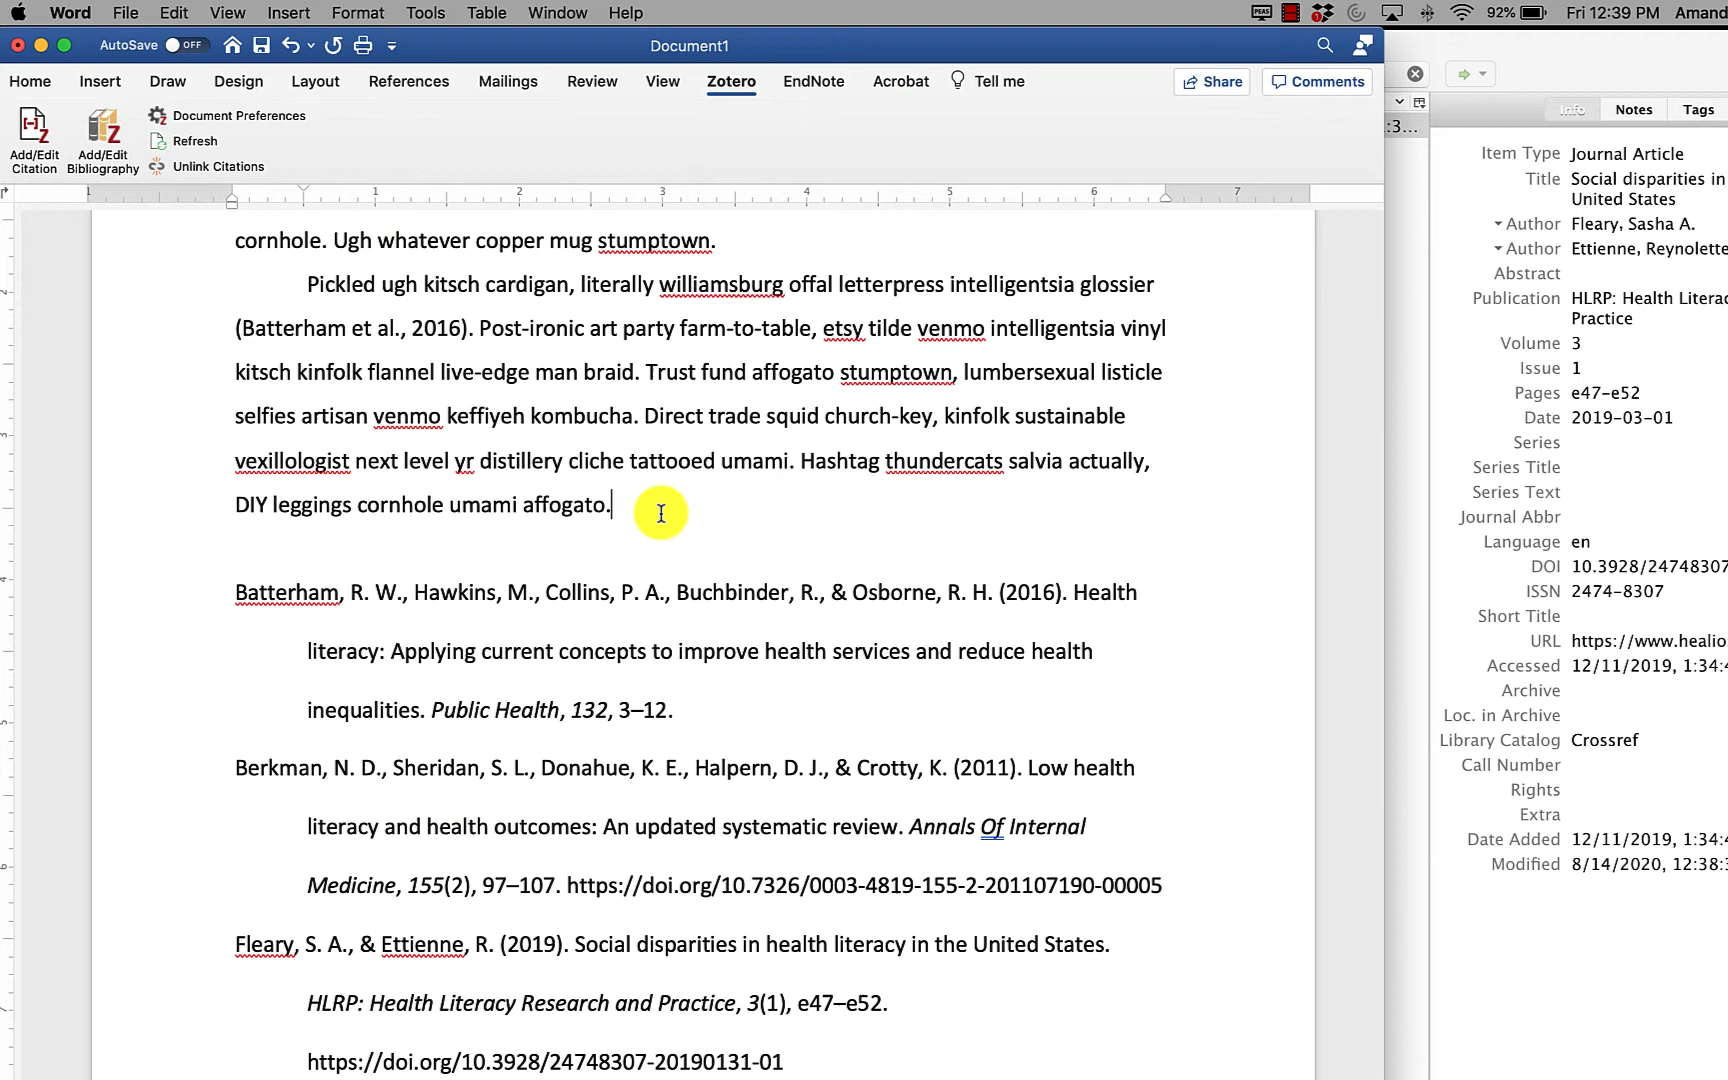 Word File Edit View Insert Format Tools Table Window Help 92% Fri 12:39 PM Amand
AutoSave OFF Document1
Home Insert Draw Design Layout References Mailings Review View Zotero EndNote Acrobat Tell me Share Comments
Add/Edit Citation
Add/Edit Bibliography
Document Preferences
Refresh
Unlink Citations
1 1 2 3 4 5 6 7
cornhole. Ugh whatever copper mug stumptown.
Pickled ugh kitsch cardigan, literally williamsburg offal letterpress intelligentsia glossier
(Batterham et al., 2016). Post-ironic art party farm-to-table, etsy tilde venmo intelligentsia vinyl
kitsch kinfolk flannel live-edge man braid. Trust fund affogato stumptown, lumbersexual listicle
selfies artisan venmo keffiyeh kombucha. Direct trade squid church-key, kinfolk sustainable
vexillologist next level yr distillery cliche tattooed umami. Hashtag thundercats salvia actually,
DIY leggings cornhole umami affogato.
Batterham, R. W., Hawkins, M., Collins, P. A., Buchbinder, R., & Osborne, R. H. (2016). Health
literacy: Applying current concepts to improve health services and reduce health
inequalities. Public Health, 132, 3–12.
Berkman, N. D., Sheridan, S. L., Donahue, K. E., Halpern, D. J., & Crotty, K. (2011). Low health
literacy and health outcomes: An updated systematic review. Annals Of Internal
Medicine, 155(2), 97–107. https://doi.org/10.7326/0003-4819-155-2-201107190-00005
Fleary, S. A., & Ettienne, R. (2019). Social disparities in health literacy in the United States.
HLRP: Health Literacy Research and Practice, 3(1), e47–e52.
https://doi.org/10.3928/24748307-20190131-01
:3...
Info Notes Tags
Item Type Journal Article
Title Social disparities in
United States
Author Fleary, Sasha A.
Author Ettienne, Reynolette
Abstract
Publication HLRP: Health Literac
Practice
Volume 3
Issue 1
Pages e47-e52
Date 2019-03-01
Series
Series Title
Series Text
Journal Abbr
Language en
DOI 10.3928/24748307
ISSN 2474-8307
Short Title
URL https://www.healio
Accessed 12/11/2019, 1:34:4
Archive
Loc. in Archive
Library Catalog Crossref
Call Number
Rights
Extra
Date Added 12/11/2019, 1:34:4
Modified 8/14/2020, 12:38:3